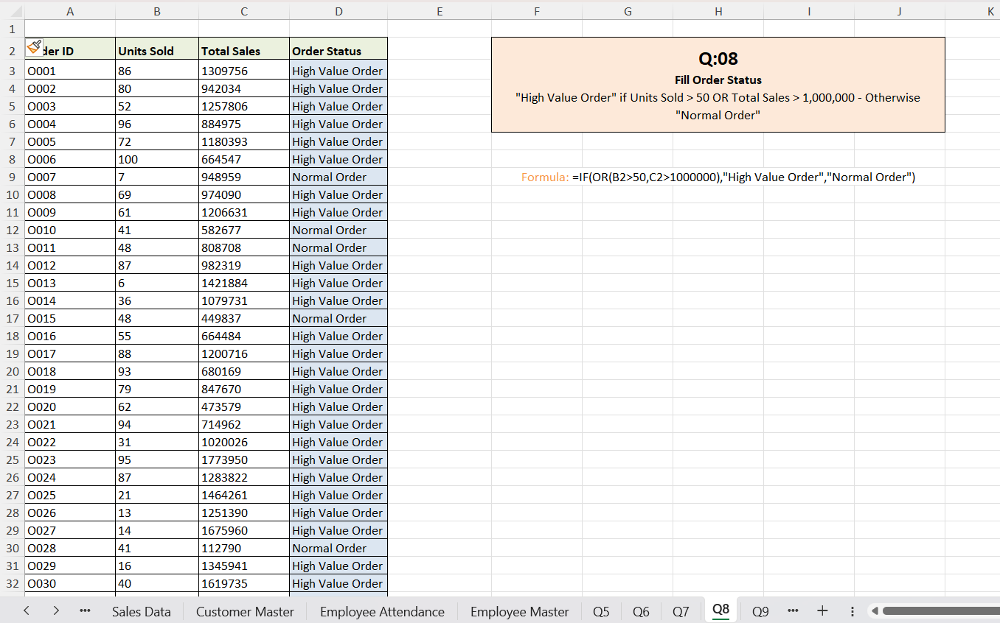 A B C D E F G H I J K
1
2 der ID Units Sold Total Sales Order Status
3 O001 86 1309756 High Value Order
4 O002 80 942034 High Value Order
5 O003 52 1257806 High Value Order
6 O004 96 884975 High Value Order
7 O005 72 1180393 High Value Order
8 O006 100 664547 High Value Order
9 O007 7 948959 Normal Order
10 O008 69 974090 High Value Order
11 O009 61 1206631 High Value Order
12 O010 41 582677 Normal Order
13 O011 48 808708 Normal Order
14 O012 87 982319 High Value Order
15 O013 6 1421884 High Value Order
16 O014 36 1079731 High Value Order
17 O015 48 449837 Normal Order
18 O016 55 664484 High Value Order
19 O017 88 1200716 High Value Order
20 O018 93 680169 High Value Order
21 O019 79 847670 High Value Order
22 O020 62 473579 High Value Order
23 O021 94 714962 High Value Order
24 O022 31 1020026 High Value Order
25 O023 95 1773950 High Value Order
26 O024 87 1283822 High Value Order
27 O025 21 1464261 High Value Order
28 O026 13 1251390 High Value Order
29 O027 14 1675960 High Value Order
30 O028 41 112790 Normal Order
31 O029 16 1345941 High Value Order
32 O030 40 1619735 High Value Order
Q:08
Fill Order Status
"High Value Order" if Units Sold > 50 OR Total Sales > 1,000,000 - Otherwise
"Normal Order"
Formula: =IF(OR(B2>50,C2>1000000),"High Value Order","Normal Order")
Sales Data Customer Master Employee Attendance Employee Master Q5 Q6 Q7 Q8 Q9